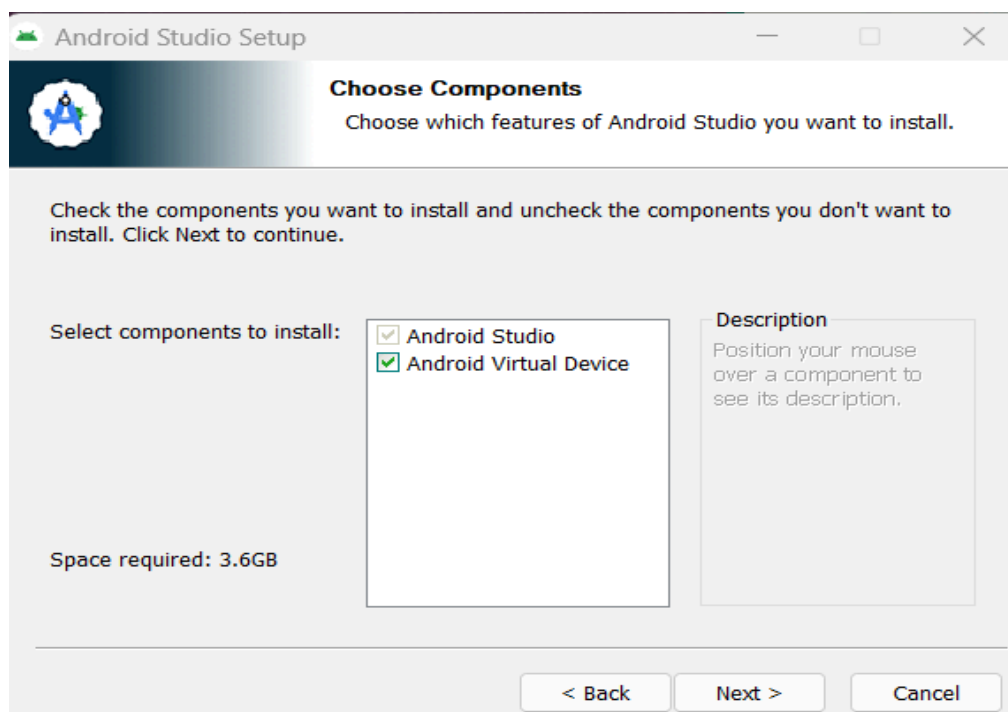 Android Studio Setup
Choose Components
Choose which features of Android Studio you want to install.
Check the components you want to install and uncheck the components you don't want to
install. Click Next to continue.
Select components to install:
Android Studio
Android Virtual Device
Description
Position your mouse
over a component to
see its description.
Space required: 3.6GB
< Back
Next >
Cancel